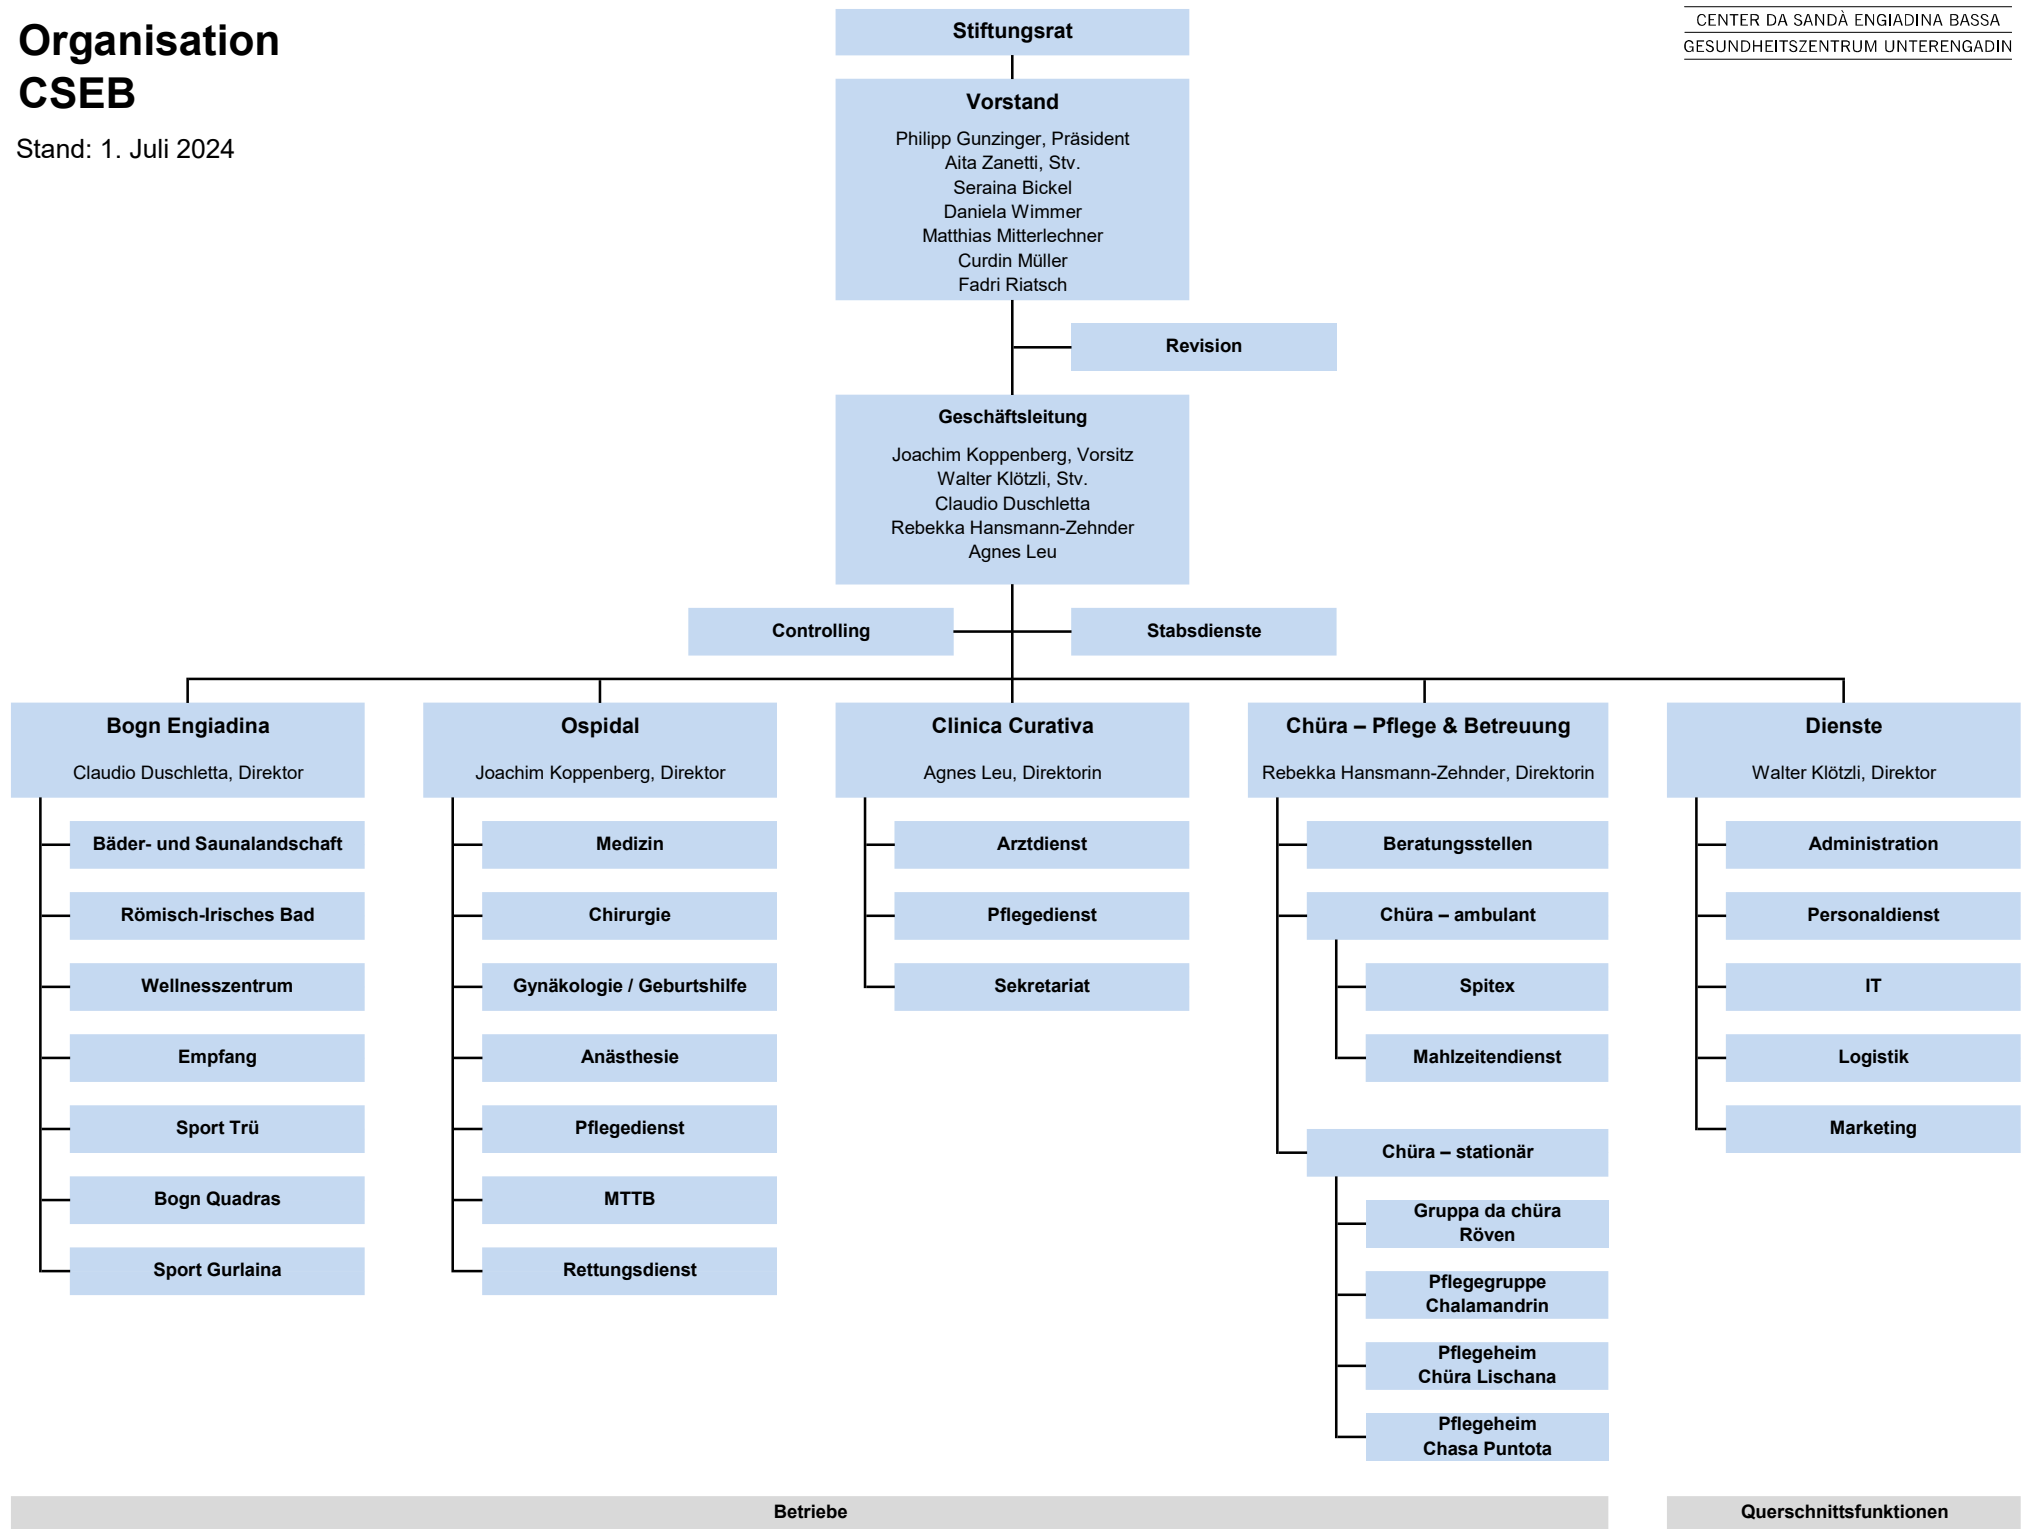 Organisation
CSEB
Stand: 1. Juli 2024
CENTER DA SANDÀ ENGIADINA BASSA
GESUNDHEITSZENTRUM UNTERENGADIN
Stiftungsrat
Vorstand
Philipp Gunzinger, Präsident
Aita Zanetti, Stv.
Seraina Bickel
Daniela Wimmer
Matthias Mitterlechner
Curdin Müller
Fadri Riatsch
Revision
Geschäftsleitung
Joachim Koppenberg, Vorsitz
Walter Klötzli, Stv.
Claudio Duschletta
Rebekka Hansmann-Zehnder
Agnes Leu
Controlling
Stabsdienste
Bogn Engiadina
Claudio Duschletta, Direktor
Bäder- und Saunalandschaft
Römisch-Irisches Bad
Wellnesszentrum
Empfang
Sport Trü
Bogn Quadras
Sport Gurlaina
Ospidal
Joachim Koppenberg, Direktor
Medizin
Chirurgie
Gynäkologie / Geburtshilfe
Anästhesie
Pflegedienst
MTTB
Rettungsdienst
Clinica Curativa
Agnes Leu, Direktorin
Arztdienst
Pflegedienst
Sekretariat
Chüra – Pflege & Betreuung
Rebekka Hansmann-Zehnder, Direktorin
Beratungsstellen
Chüra – ambulant
Spitex
Mahlzeitendienst
Chüra – stationär
Gruppa da chüra
Röven
Pflegegruppe
Chalamandrin
Pflegeheim
Chüra Lischana
Pflegeheim
Chasa Puntota
Dienste
Walter Klötzli, Direktor
Administration
Personaldienst
IT
Logistik
Marketing
Betriebe
Querschnittsfunktionen